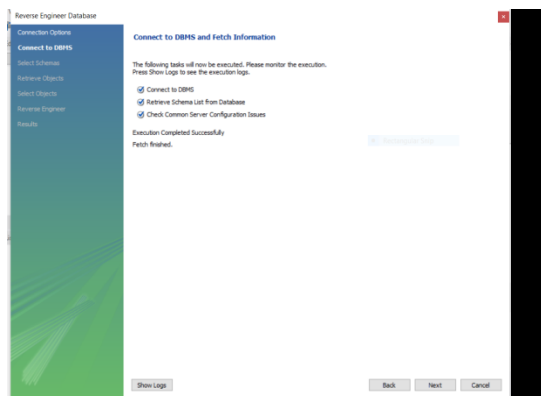 Reverse Engineer Database
Connection Options
Connect to DBMS
Select Schemas
Retrieve Objects
Select Objects
Reverse Engineer
Results
Connect to DBMS and Fetch Information
The following tasks will now be executed. Please monitor the execution.
Press Show Logs to see the execution logs.
Connect to DBMS
Retrieve Schema List from Database
Check Common Server Configuration Issues
Execution Completed Successfully
Fetch finished.
Show Logs
Back
Next
Cancel